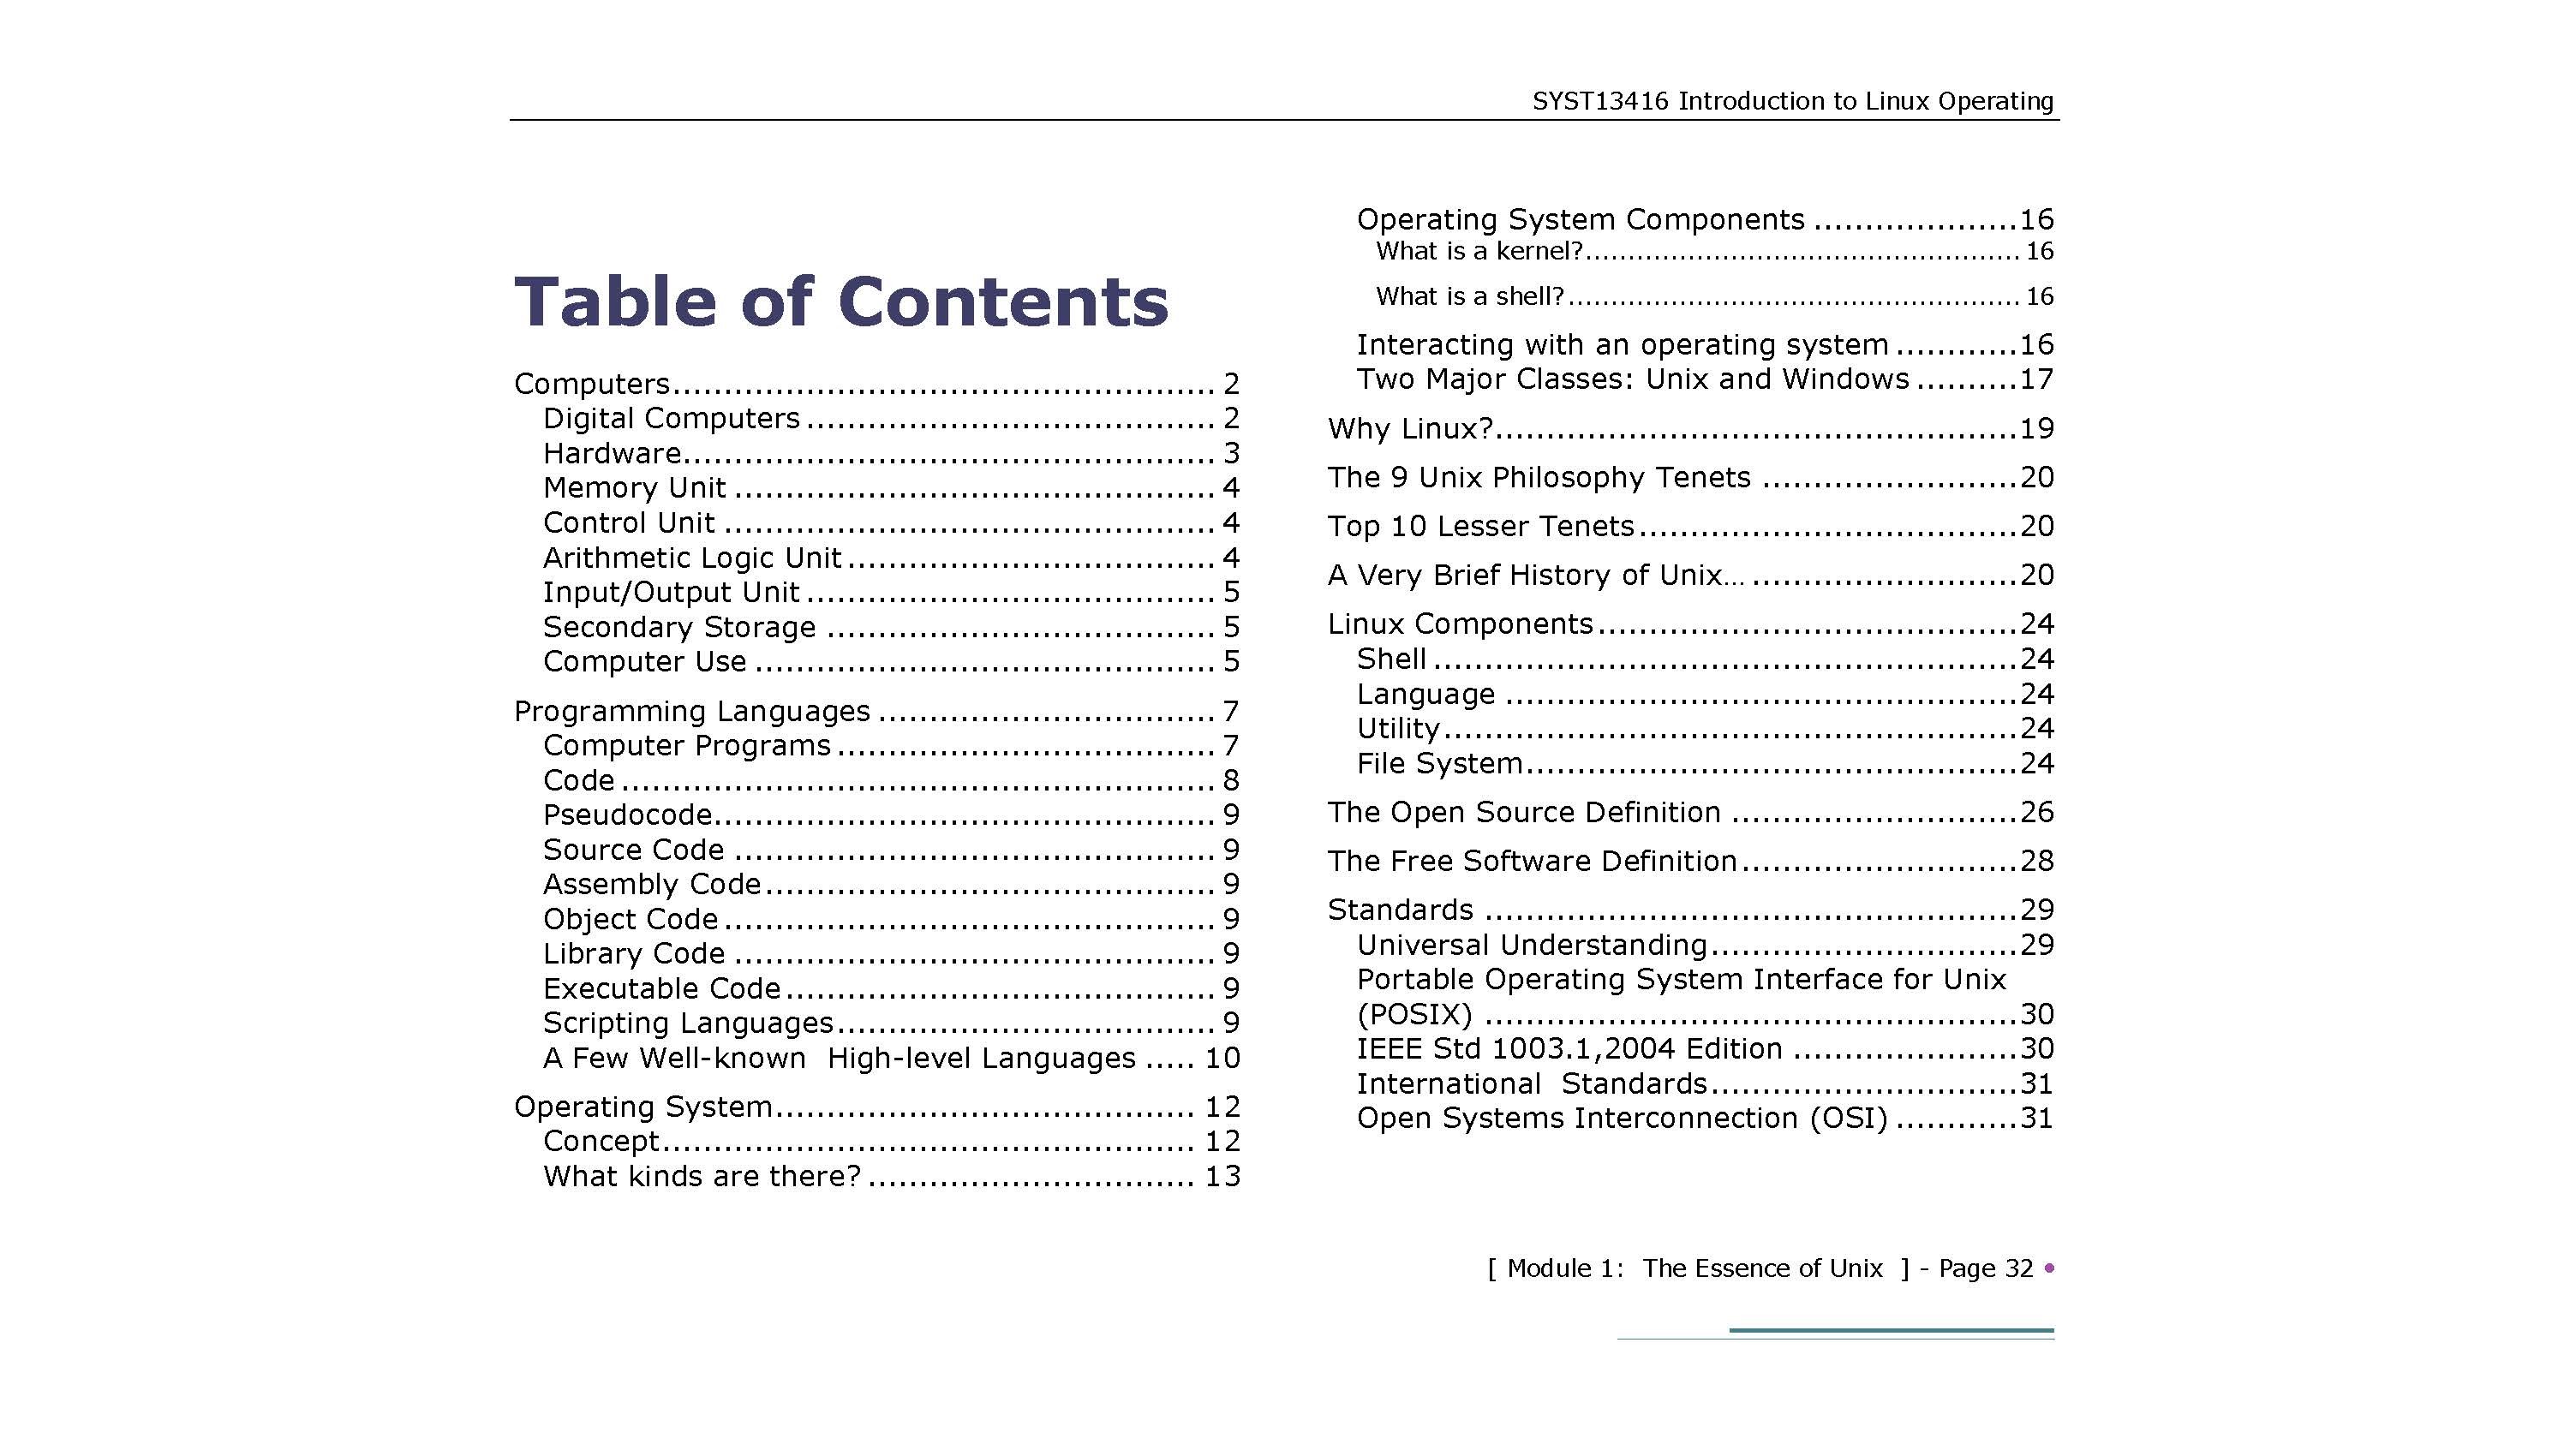 SYST13416 Introduction to Linux Operating
Table of Contents
Computers..................................................... 2
Digital Computers........................................ 2
Hardware.................................................... 3
Memory Unit ............................................... 4
Control Unit ................................................ 4
Arithmetic Logic Unit.................................... 4
Input/Output Unit........................................ 5
Secondary Storage ...................................... 5
Computer Use ............................................. 5
Programming Languages ................................. 7
Computer Programs..................................... 7
Code.......................................................... 8
Pseudocode................................................. 9
Source Code ............................................... 9
Assembly Code............................................ 9
Object Code................................................ 9
Library Code ............................................... 9
Executable Code.......................................... 9
Scripting Languages..................................... 9
A Few Well-known High-level Languages ..... 10
Operating System......................................... 12
Concept.................................................... 12
What kinds are there?................................ 13
Operating System Components ....................16
What is a kernel?................................................... 16
What is a shell?..................................................... 16
Interacting with an operating system............16
Two Major Classes: Unix and Windows..........17
Why Linux?...................................................19
The 9 Unix Philosophy Tenets .........................20
Top 10 Lesser Tenets.....................................20
A Very Brief History of Unix…..........................20
Linux Components.........................................24
Shell.........................................................24
Language ..................................................24
Utility........................................................24
File System................................................24
The Open Source Definition ............................26
The Free Software Definition...........................28
Standards ....................................................29
Universal Understanding..............................29
Portable Operating System Interface for Unix
(POSIX) ....................................................30
IEEE Std 1003.1,2004 Edition ......................30
International Standards..............................31
Open Systems Interconnection (OSI)............31
[ Module 1: The Essence of Unix ] - Page 32 •